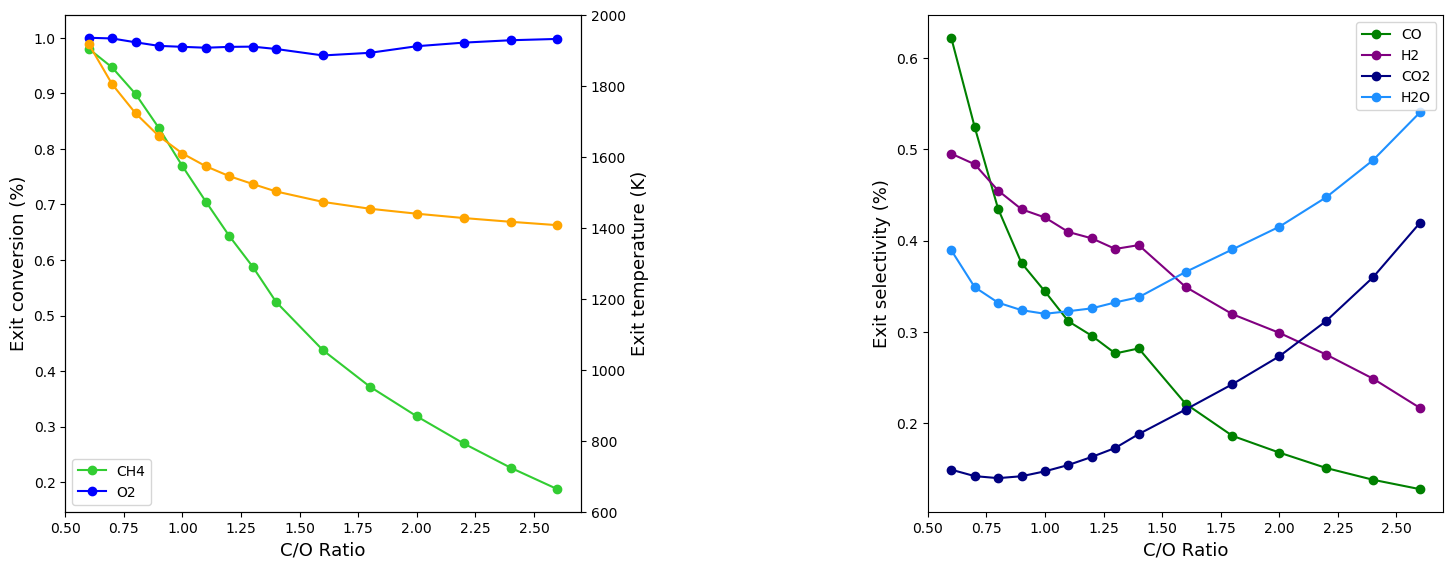 Exit conversion (%)
1.0
0.9
0.8
0.7
0.6
0.5
0.4
0.3
0.2
CH4
O2
0.50 0.75 1.00 1.25 1.50 1.75 2.00 2.25 2.50
C/O Ratio
2000
1800
1600
1400
1200
1000
800
600
Exit temperature (K)
Exit selectivity (%)
0.6
0.5
0.4
0.3
0.2
CO
H2
CO2
H2O
0.50 0.75 1.00 1.25 1.50 1.75 2.00 2.25 2.50
C/O Ratio